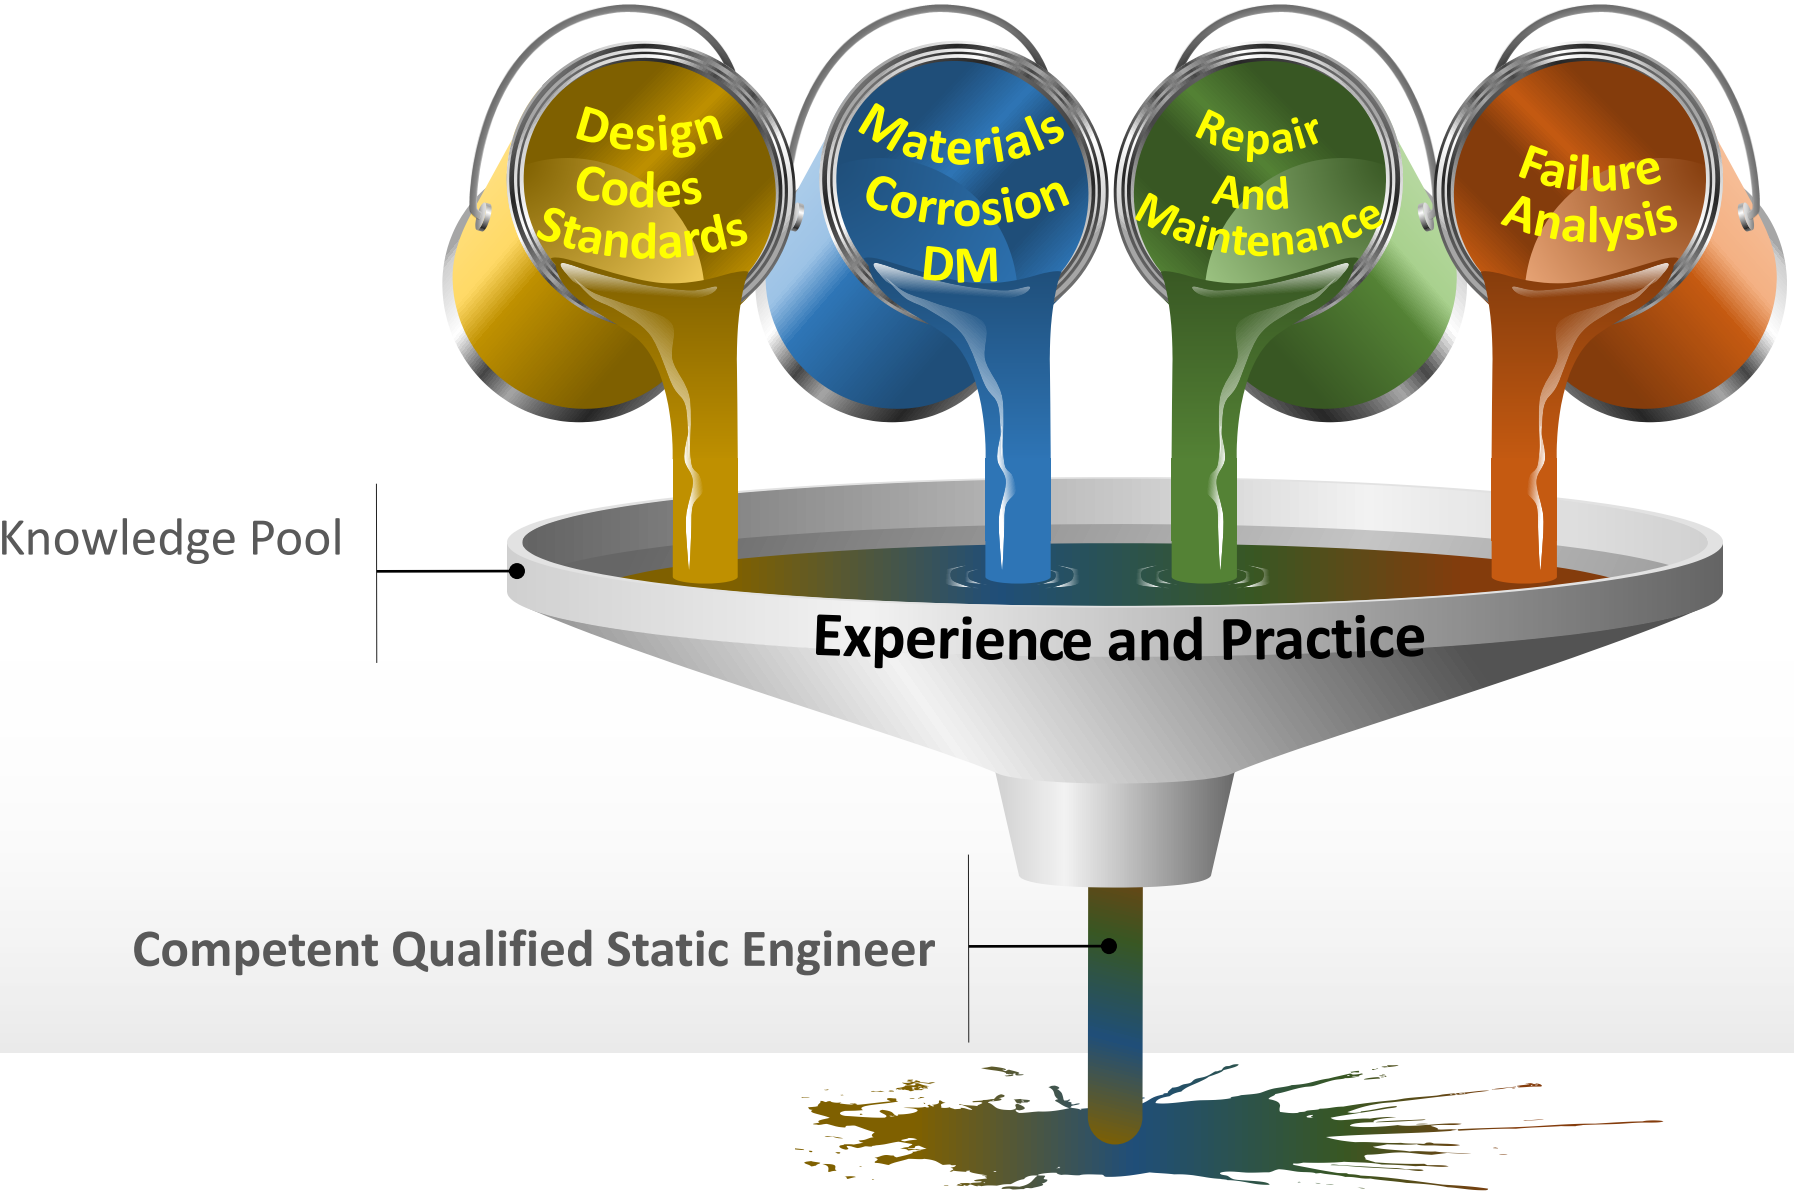 Design
Codes
Standards
Materials
Corrosion
DM
Repair
And
Maintenance
Failure
Analysis
Knowledge Pool
Experience and Practice
Competent Qualified Static Engineer